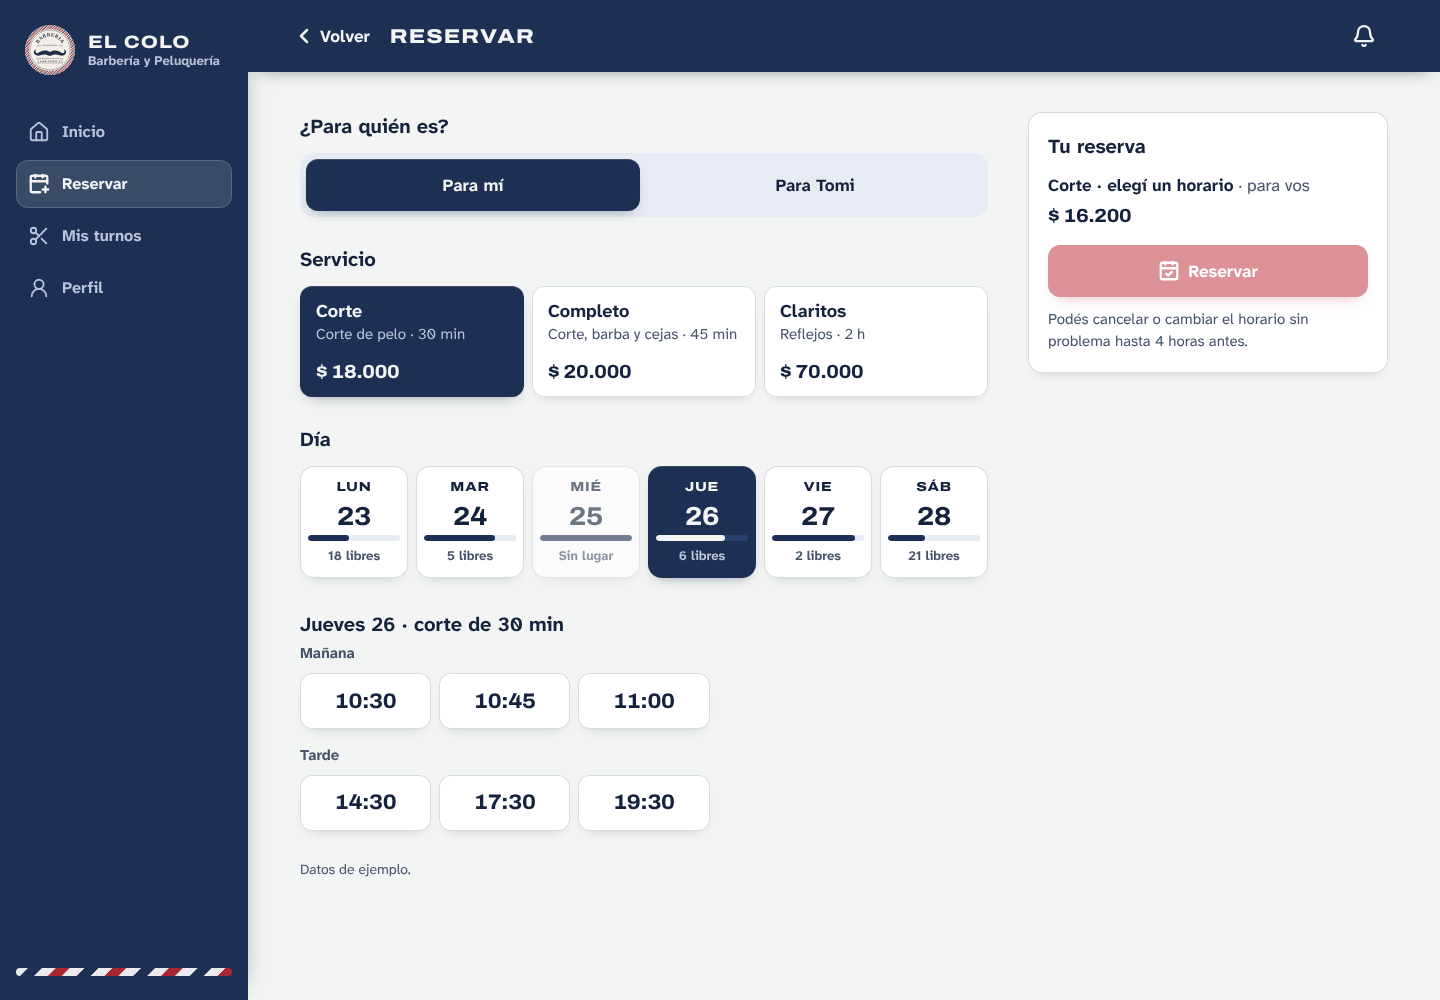 BARBERÍA
EL COLO
Barbería y Peluquería
Inicio
Reservar
Mis turnos
Perfil
Volver
RESERVAR
¿Para quién es?
Para mí
Para Tomi
Servicio
Corte
Corte de pelo · 30 min
$ 18.000
Completo
Corte, barba y cejas · 45 min
$ 20.000
Claritos
Reflejos · 2 h
$ 70.000
Día
LUN
23
18 libres
MAR
24
5 libres
MIÉ
25
Sin lugar
JUE
26
6 libres
VIE
27
2 libres
SÁB
28
21 libres
Jueves 26 · corte de 30 min
Mañana
10:30
10:45
11:00
Tarde
14:30
17:30
19:30
Datos de ejemplo.
Tu reserva
Corte · elegí un horario · para vos
$ 16.200
Reservar
Podés cancelar o cambiar el horario sin
problema hasta 4 horas antes.